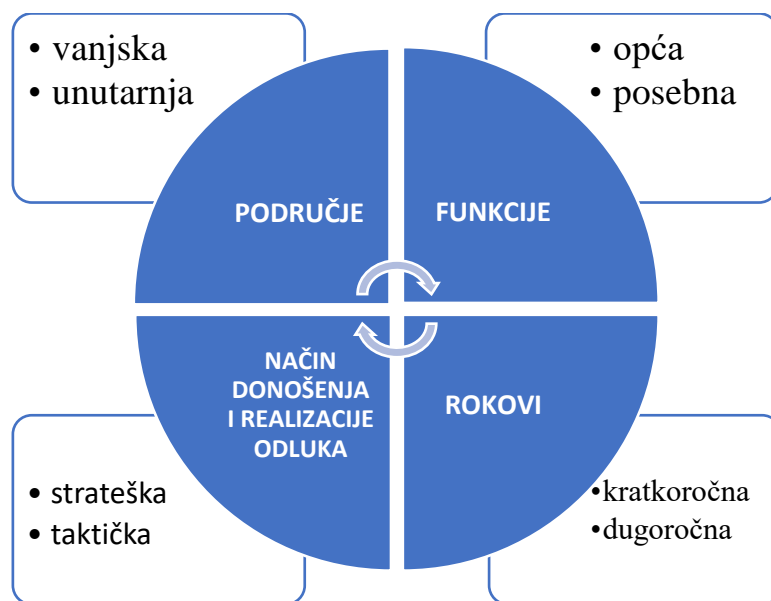 • vanjska
• unutarnja
• opća
• posebna
PODRUČJE
FUNKCIJE
NAČIN
DONOŠENJA
I REALIZACIJE
ODLUKA
ROKOVI
• strateška
• taktička
•kratkoročna
•dugoročna